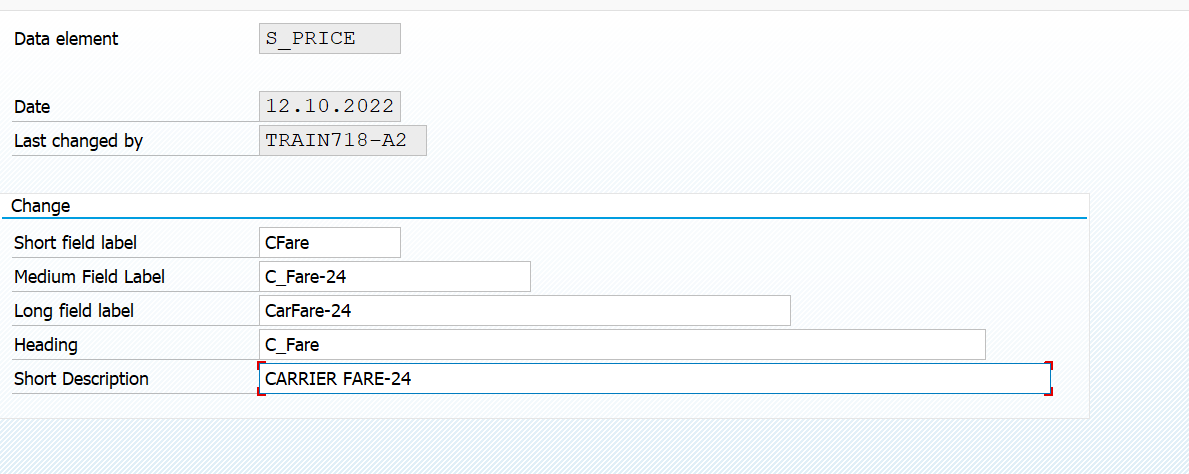 Data element S_PRICE
Date 12.10.2022
Last changed by TRAIN718-A2
Change
Short field label CFare
Medium Field Label C_Fare-24
Long field label CarFare-24
Heading C_Fare
Short Description CARRIER FARE-24